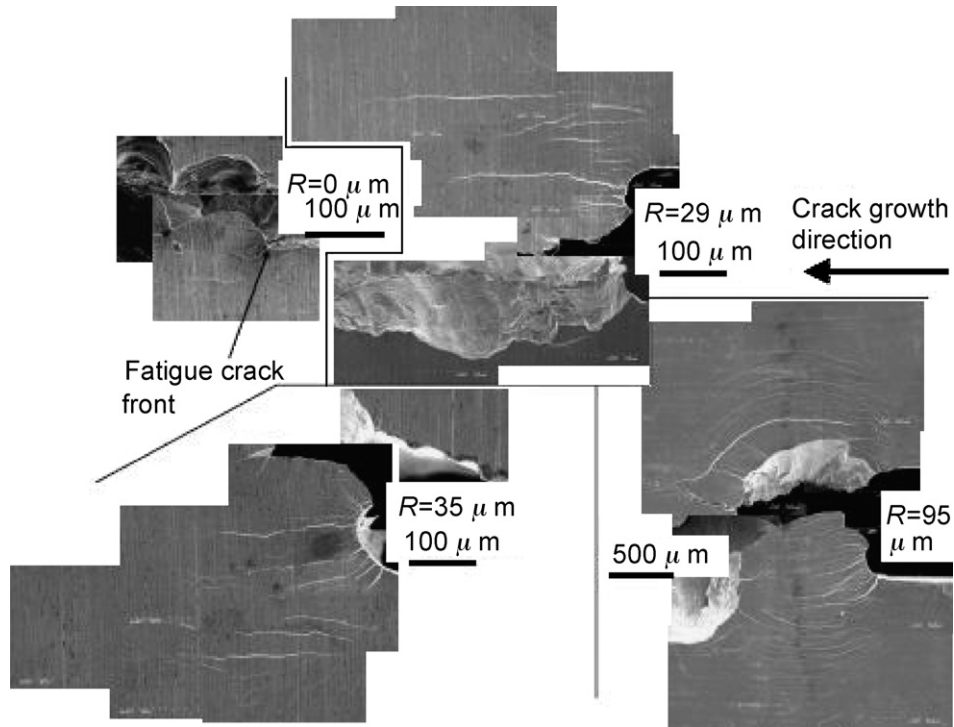 R=0 μ m
100 μ m
R=29 μ m
100 μ m
Crack growth
direction
Fatigue crack
front
R=35 μ m
100 μ m
500 μ m
R=95
μ m